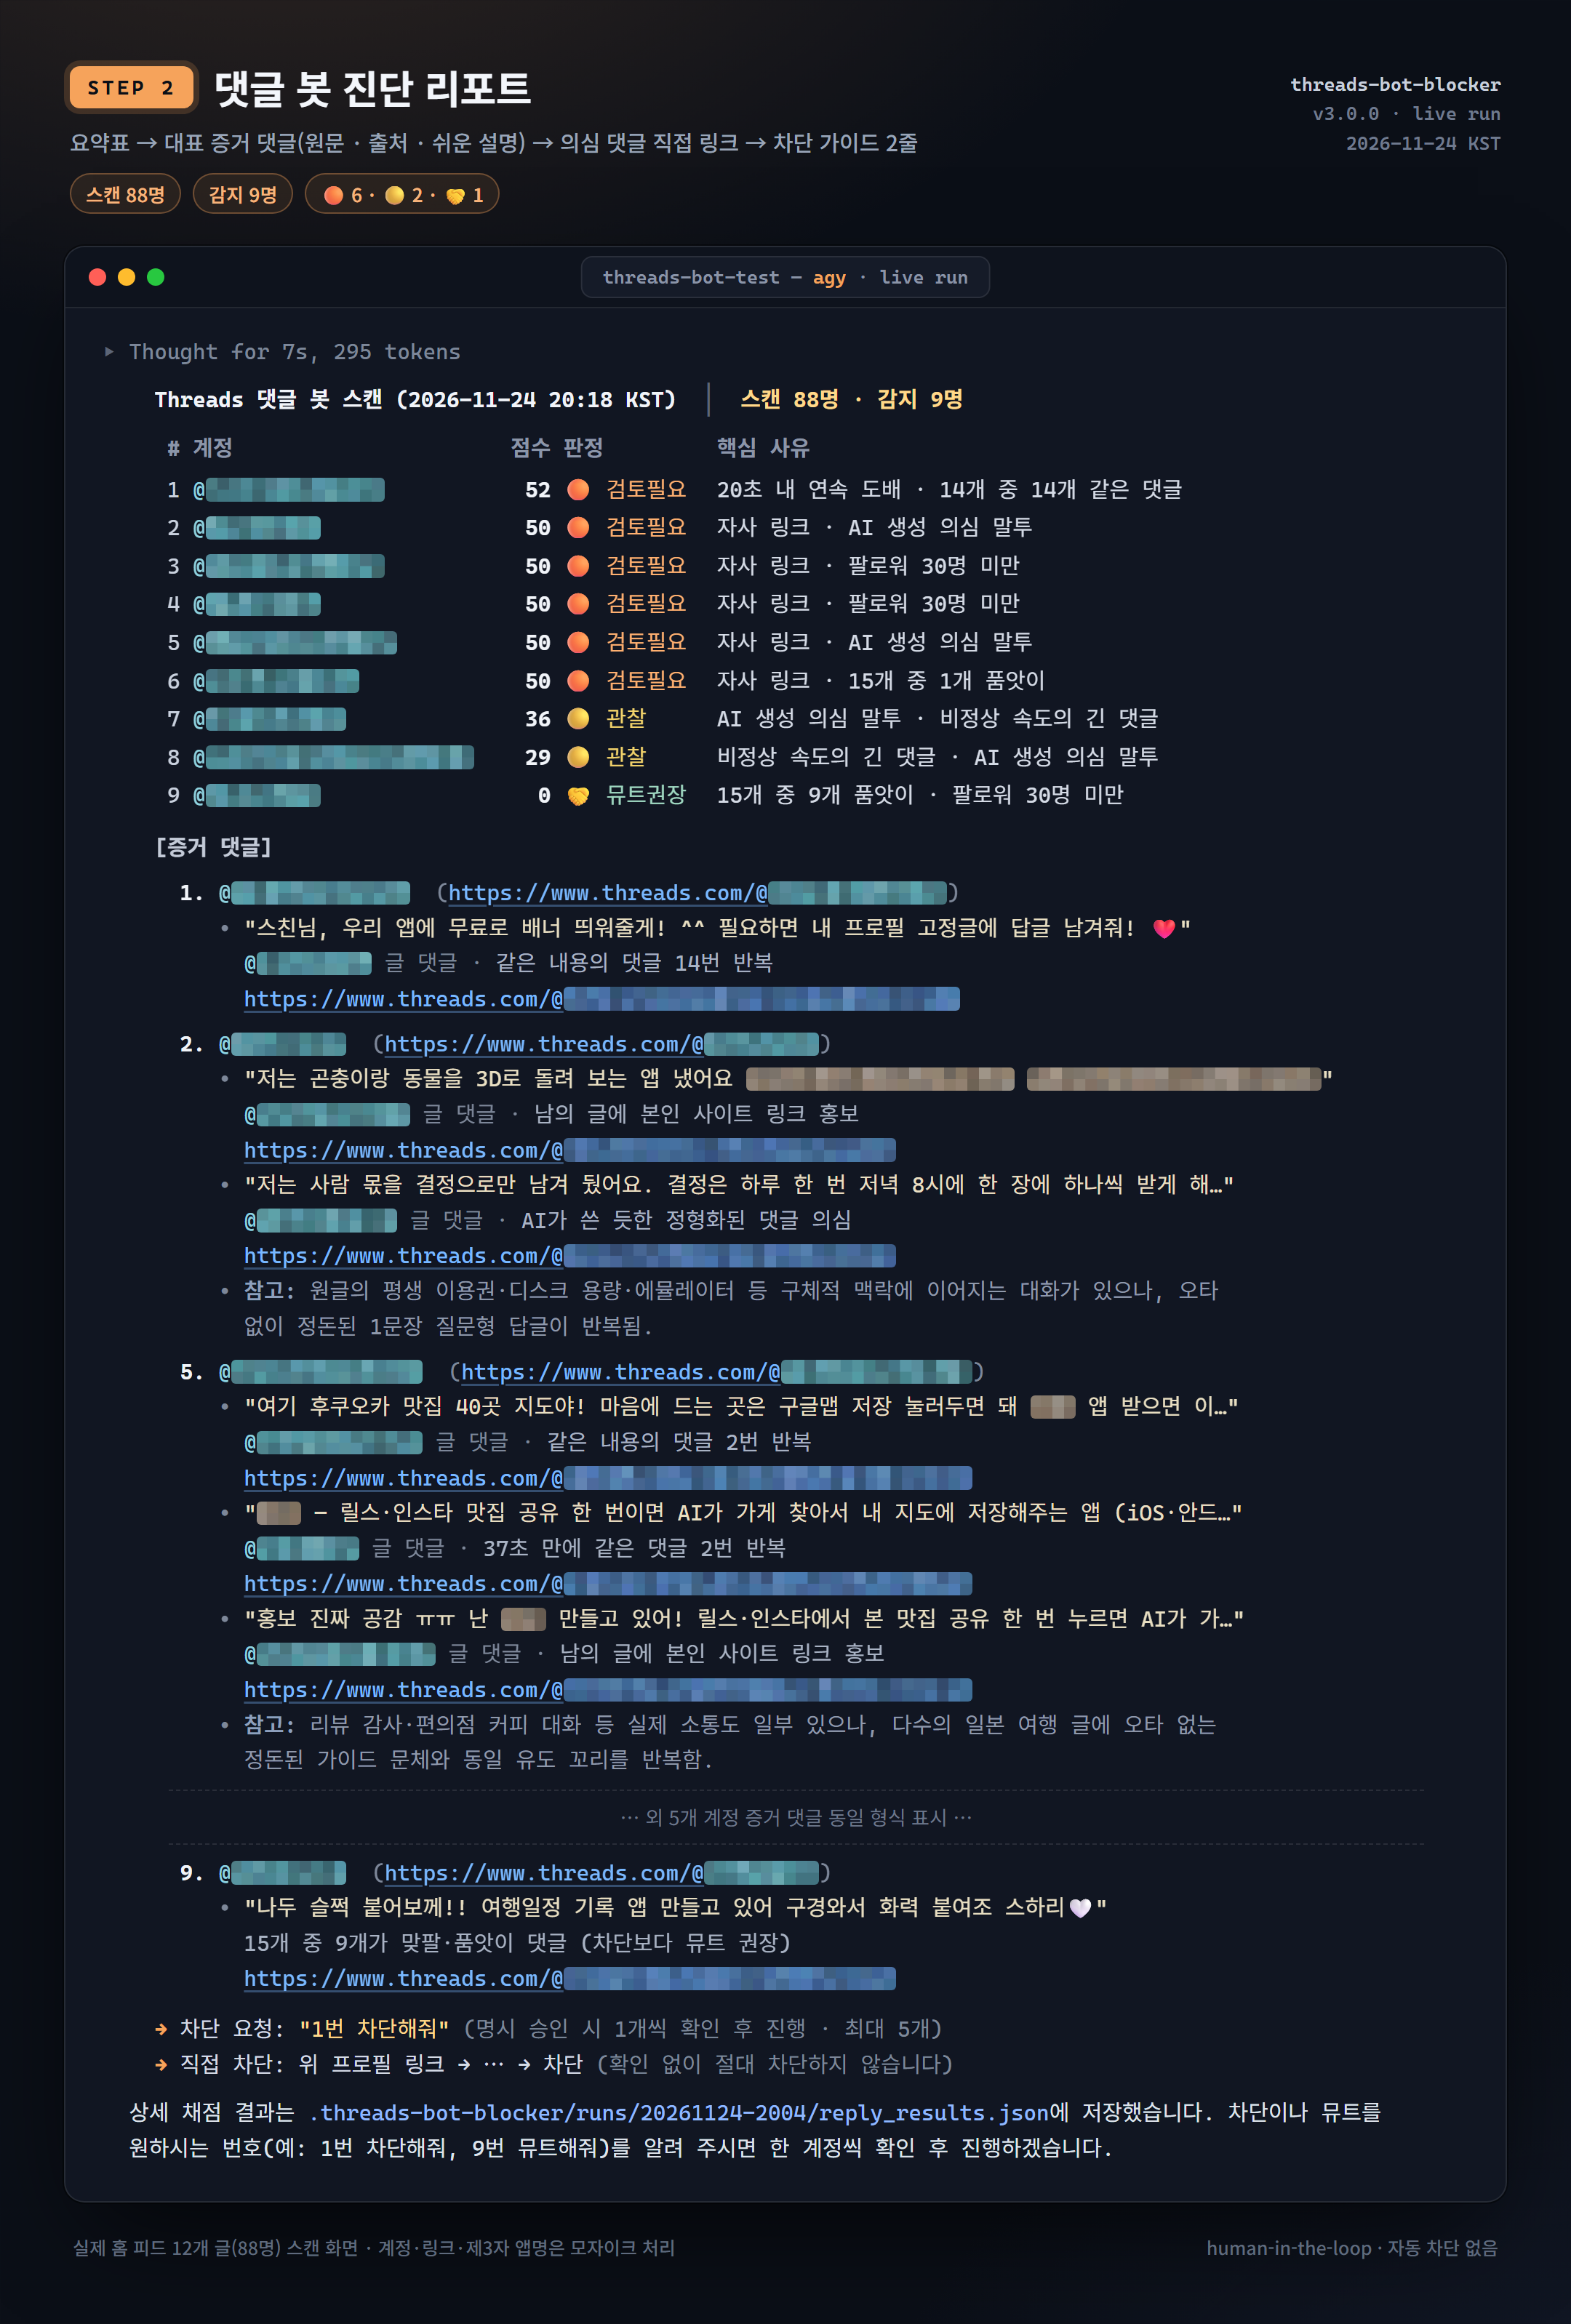 STEP 2 댓글 봇 진단 리포트
threads-bot-blocker
v3.0.0 · live run
2026-11-24 KST
요약표 → 대표 증거 댓글(원문 · 출처 · 쉬운 설명) → 의심 댓글 직접 링크 → 차단 가이드 2줄
스캔 88명 감지 9명 🔴 6 · 🟡 2 · 🤝 1
threads-bot-test — agy · live run
▸ Thought for 7s, 295 tokens
Threads 댓글 봇 스캔 (2026-11-24 20:18 KST) │ 스캔 88명 · 감지 9명
# 계정 점수 판정 핵심 사유
1 @ 52 🔴 검토필요 20초 내 연속 도배 · 14개 중 14개 같은 댓글
2 @ 50 🔴 검토필요 자사 링크 · AI 생성 의심 말투
3 @ 50 🔴 검토필요 자사 링크 · 팔로워 30명 미만
4 @ 50 🔴 검토필요 자사 링크 · 팔로워 30명 미만
5 @ 50 🔴 검토필요 자사 링크 · AI 생성 의심 말투
6 @ 50 🔴 검토필요 자사 링크 · 15개 중 1개 품앗이
7 @ 36 🟡 관찰 AI 생성 의심 말투 · 비정상 속도의 긴 댓글
8 @ 29 🟡 관찰 비정상 속도의 긴 댓글 · AI 생성 의심 말투
9 @ 0 🤝 뮤트권장 15개 중 9개 품앗이 · 팔로워 30명 미만
[증거 댓글]
1. @ (https://www.threads.com/@)
• "스친님, 우리 앱에 무료로 배너 띄워줄게! ^^ 필요하면 내 프로필 고정글에 답글 남겨줘! ❤️"
@ 글 댓글 · 같은 내용의 댓글 14번 반복
https://www.threads.com/@
2. @ (https://www.threads.com/@)
• "저는 곤충이랑 동물을 3D로 돌려 보는 앱 냈어요 "
@ 글 댓글 · 남의 글에 본인 사이트 링크 홍보
https://www.threads.com/@
• "저는 사람 몫을 결정으로만 남겨 뒀어요. 결정은 하루 한 번 저녁 8시에 한 장에 하나씩 받게 해…"
@ 글 댓글 · AI가 쓴 듯한 정형화된 댓글 의심
https://www.threads.com/@
• 참고: 원글의 평생 이용권·디스크 용량·에뮬레이터 등 구체적 맥락에 이어지는 대화가 있으나, 오타
없이 정돈된 1문장 질문형 답글이 반복됨.
5. @ (https://www.threads.com/@)
• "여기 후쿠오카 맛집 40곳 지도야! 마음에 드는 곳은 구글맵 저장 눌러두면 돼 앱 받으면 이…"
@ 글 댓글 · 같은 내용의 댓글 2번 반복
https://www.threads.com/@
• " — 릴스·인스타 맛집 공유 한 번이면 AI가 가게 찾아서 내 지도에 저장해주는 앱 (iOS·안드…"
@ 글 댓글 · 37초 만에 같은 댓글 2번 반복
https://www.threads.com/@
• "홍보 진짜 공감 ㅠㅠ 난 만들고 있어! 릴스·인스타에서 본 맛집 공유 한 번 누르면 AI가 가…"
@ 글 댓글 · 남의 글에 본인 사이트 링크 홍보
https://www.threads.com/@
• 참고: 리뷰 감사·편의점 커피 대화 등 실제 소통도 일부 있으나, 다수의 일본 여행 글에 오타 없는
정돈된 가이드 문체와 동일 유도 꼬리를 반복함.
⋯ 외 5개 계정 증거 댓글 동일 형식 표시 ⋯
9. @ (https://www.threads.com/@)
• "나두 슬쩍 붙어보께!! 여행일정 기록 앱 만들고 있어 구경와서 화력 붙여조 스하리🤍"
15개 중 9개가 맞팔·품앗이 댓글 (차단보다 뮤트 권장)
https://www.threads.com/@
→ 차단 요청: "1번 차단해줘" (명시 승인 시 1개씩 확인 후 진행 · 최대 5개)
→ 직접 차단: 위 프로필 링크 → ⋯ → 차단 (확인 없이 절대 차단하지 않습니다)
상세 채점 결과는 .threads-bot-blocker/runs/20261124-2004/reply_results.json에 저장했습니다. 차단이나 뮤트를
원하시는 번호(예: 1번 차단해줘, 9번 뮤트해줘)를 알려 주시면 한 계정씩 확인 후 진행하겠습니다.
실제 홈 피드 12개 글(88명) 스캔 화면 · 계정·링크·제3자 앱명은 모자이크 처리
human-in-the-loop · 자동 차단 없음